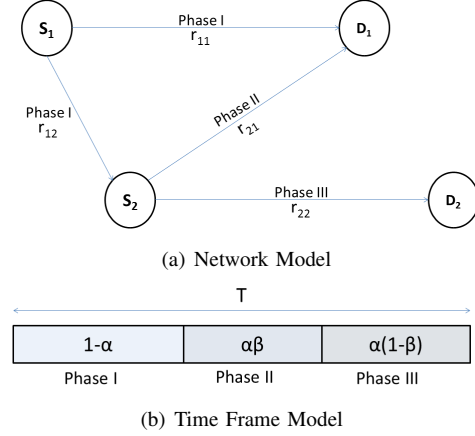 S1
Phase I
r11
D1
Phase I
r12
Phase II
r21
S2
Phase III
r22
D2
(a) Network Model
T
1-α
αβ
α(1-β)
Phase I
Phase II
Phase III
(b) Time Frame Model